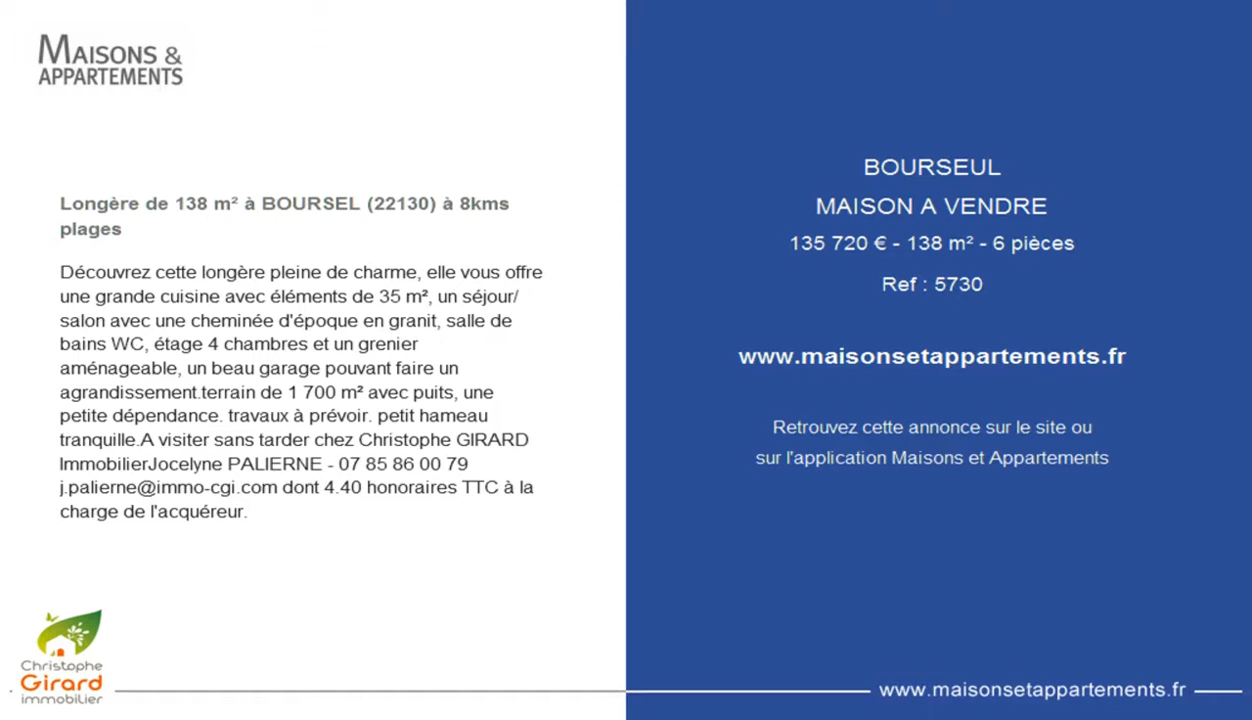 MAISONS &
APPARTEMENTS
Longère de 138 m² à BOURSEL (22130) à 8kms
plages
Découvrez cette longère pleine de charme, elle vous offre
une grande cuisine avec éléments de 35 m², un séjour/
salon avec une cheminée d'époque en granit, salle de
bains WC, étage 4 chambres et un grenier
aménageable, un beau garage pouvant faire un
agrandissement.terrain de 1 700 m² avec puits, une
petite dépendance. travaux à prévoir. petit hameau
tranquille.A visiter sans tarder chez Christophe GIRARD
ImmobilierJocelyne PALIERNE - 07 85 86 00 79
j.palierne@immo-cgi.com dont 4.40 honoraires TTC à la
charge de l'acquéreur.
Christophe
Girard
immobilier
BOURSEUL
MAISON A VENDRE
135 720 € - 138 m² - 6 pièces
Ref : 5730
www.maisonsetappartements.fr
Retrouvez cette annonce sur le site ou
sur l'application Maisons et Appartements
www.maisonsetappartements.fr